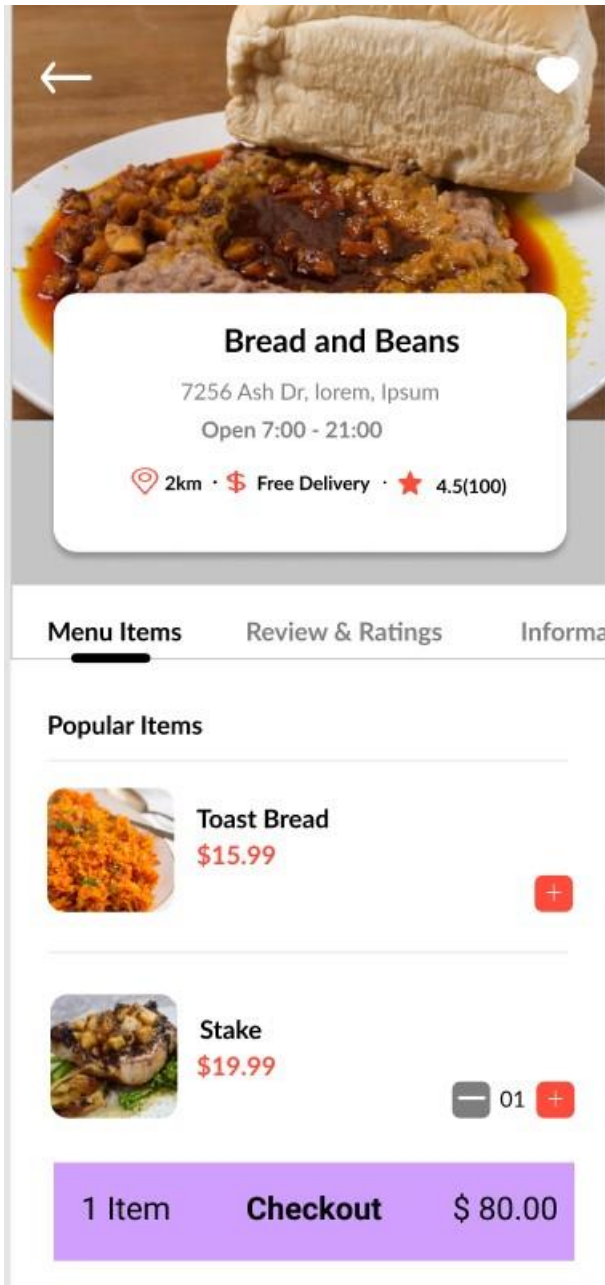 Bread and Beans
7256 Ash Dr, lorem, Ipsum
Open 7:00 - 21:00
2km · $ Free Delivery · 4.5(100)
Menu Items Review & Ratings Informa
Popular Items
Toast Bread
$15.99
+
Stake
$19.99
— 01 +
1 Item Checkout $ 80.00